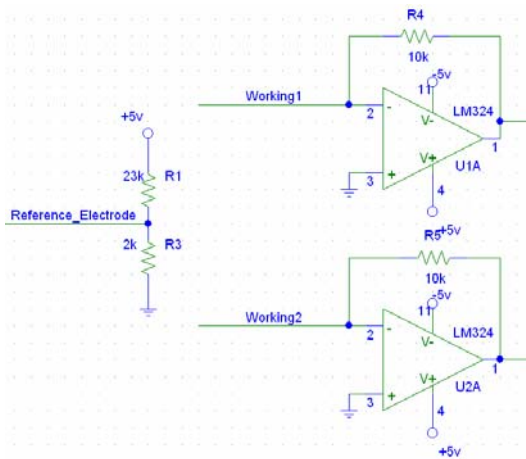 R4
10k
-5v
11
Working1
LM324
2
-
V-
1
+5v
U1A
V+
3
+
23k
R1
4
Reference_Electrode
+5v
R5
2k
R3
10k
-5v
11
Working2
LM324
2
-
V-
1
V+
U2A
3
+
4
+5v